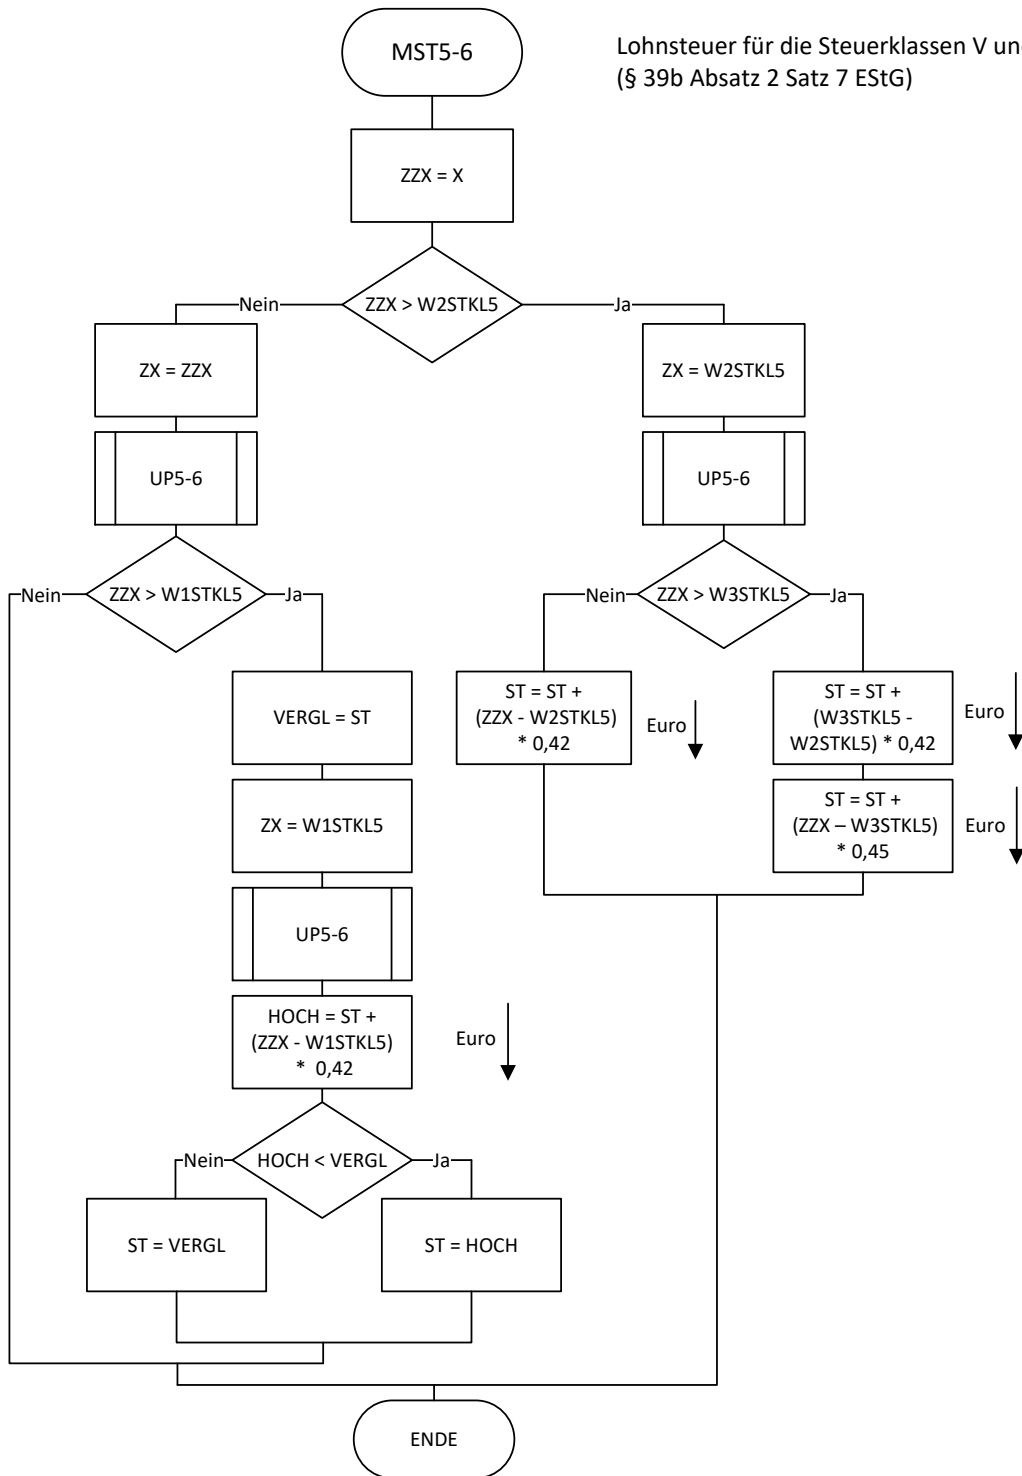 MST5-6
Lohnsteuer für die Steuerklassen V un
(§ 39b Absatz 2 Satz 7 EStG)
ZZX = X
ZZX > W2STKL5
Nein
Ja
ZX = ZZX
ZX = W2STKL5
UP5-6
UP5-6
Nein
ZZX > W1STKL5
Ja
Nein
ZZX > W3STKL5
Ja
VERGL = ST
ST = ST +
(ZZX - W2STKL5)
* 0,42
Euro
ST = ST +
(W3STKL5 -
W2STKL5) * 0,42
Euro
ZX = W1STKL5
ST = ST +
(ZZX – W3STKL5)
* 0,45
Euro
UP5-6
HOCH = ST +
(ZZX - W1STKL5)
* 0,42
Euro
Nein
HOCH < VERGL
Ja
ST = VERGL
ST = HOCH
ENDE